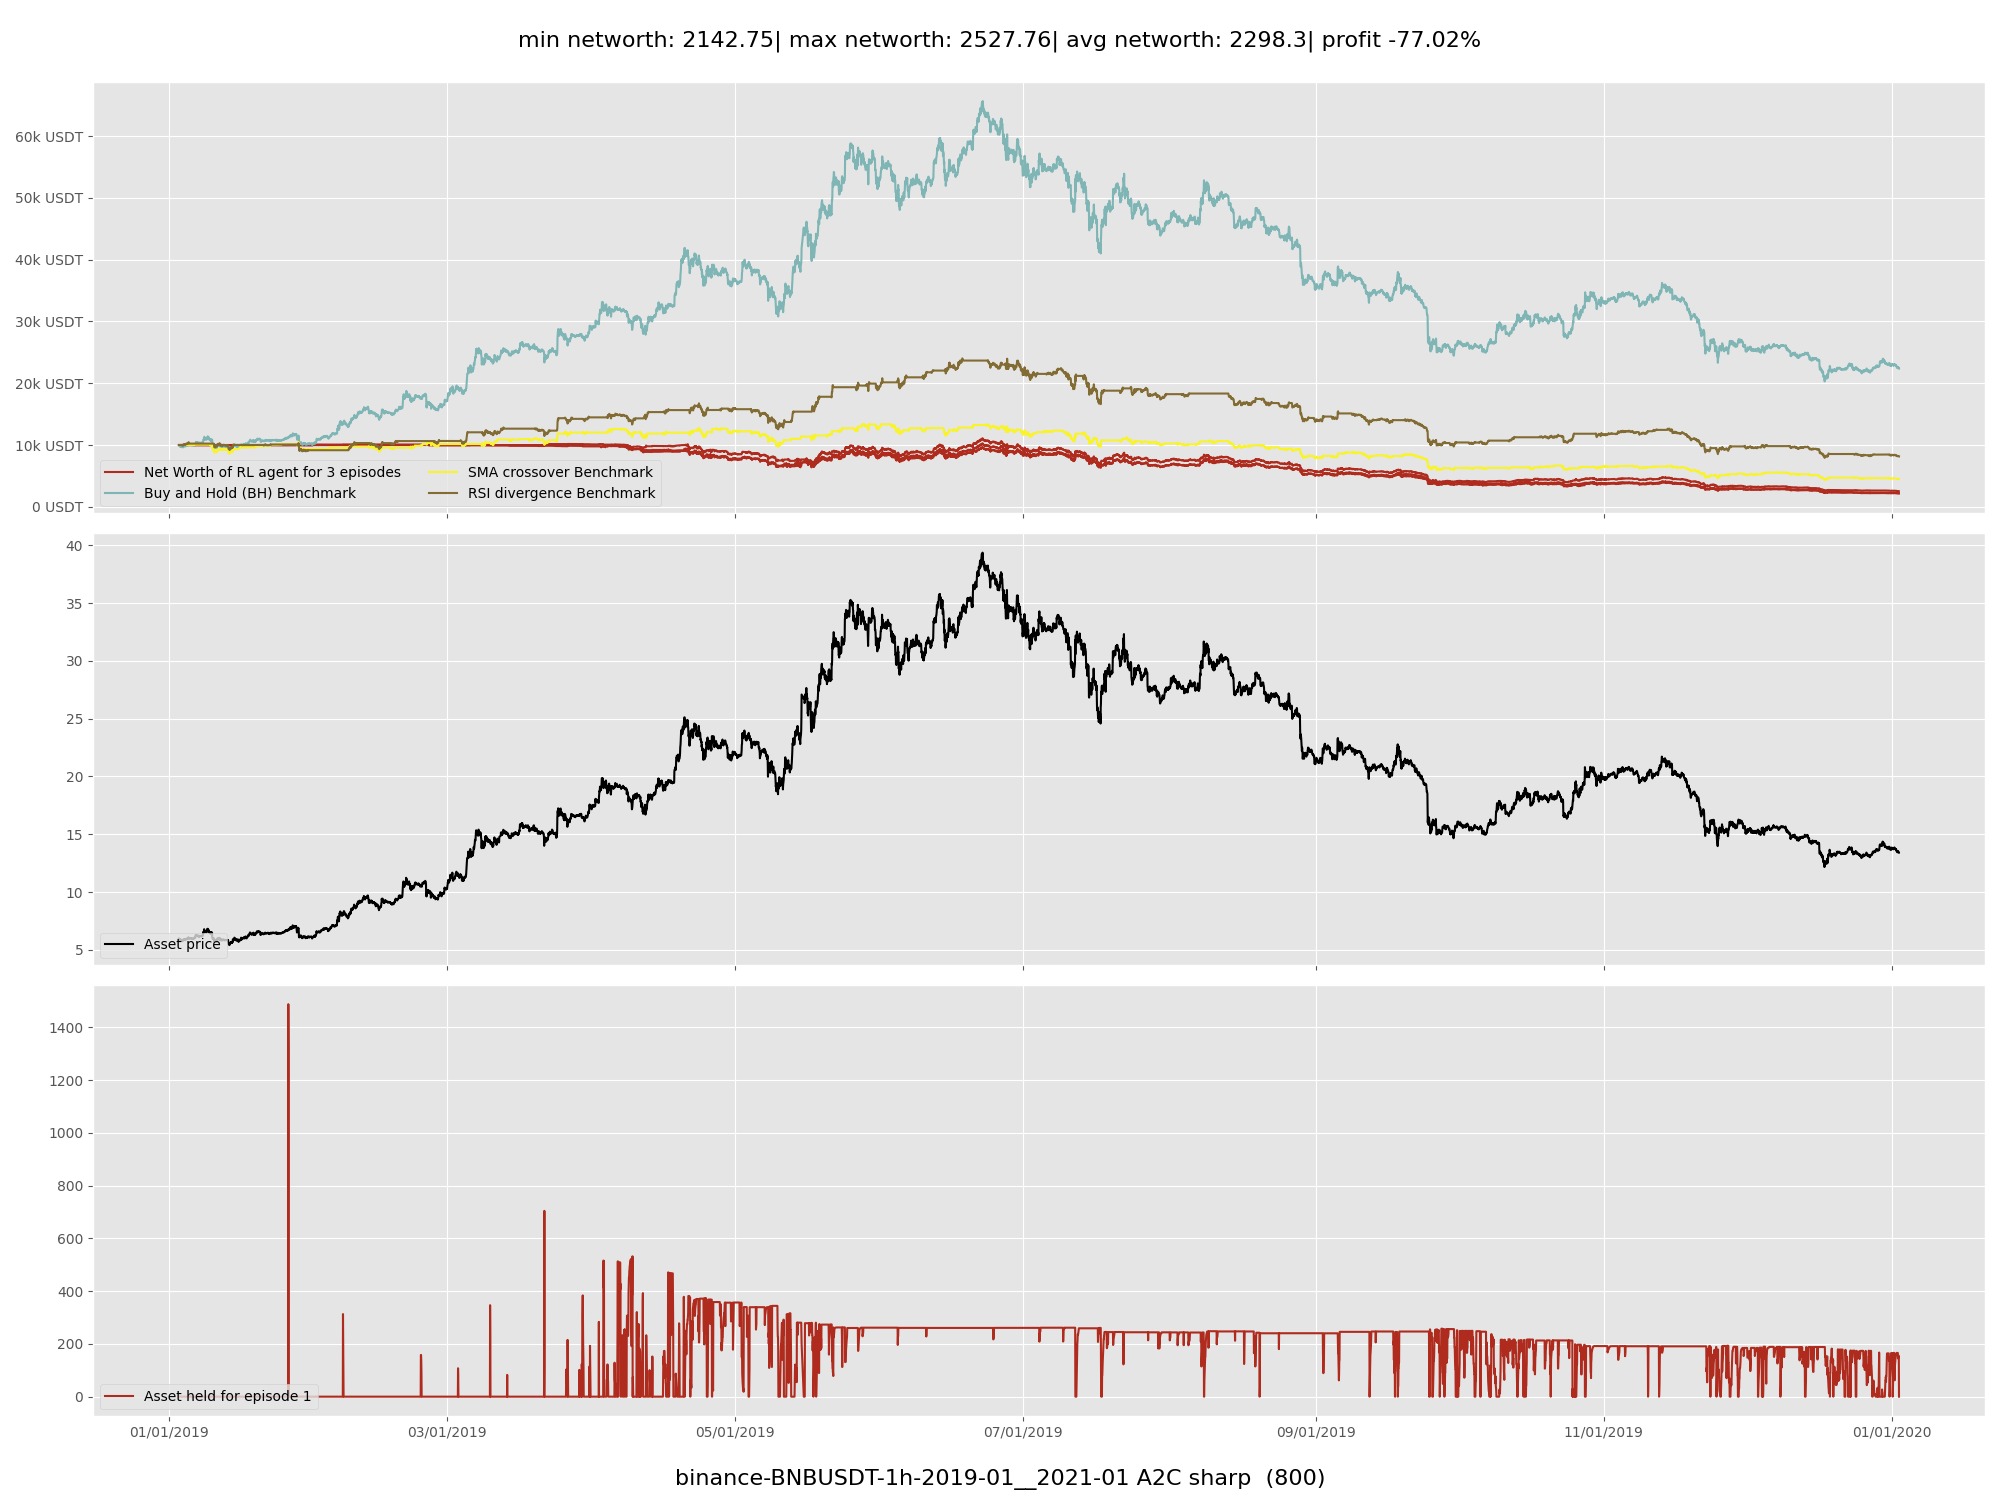 min networth: 2142.75| max networth: 2527.76| avg networth: 2298.3| profit -77.02%
60k USDT
50k USDT
40k USDT
30k USDT
20k USDT
10k USDT
0 USDT
Net Worth of RL agent for 3 episodes
Buy and Hold (BH) Benchmark
SMA crossover Benchmark
RSI divergence Benchmark
40
35
30
25
20
15
10
5
Asset price
1400
1200
1000
800
600
400
200
0
Asset held for episode 1
01/01/2019 03/01/2019 05/01/2019 07/01/2019 09/01/2019 11/01/2019 01/01/2020
binance-BNBUSDT-1h-2019-01__2021-01 A2C sharp  (800)